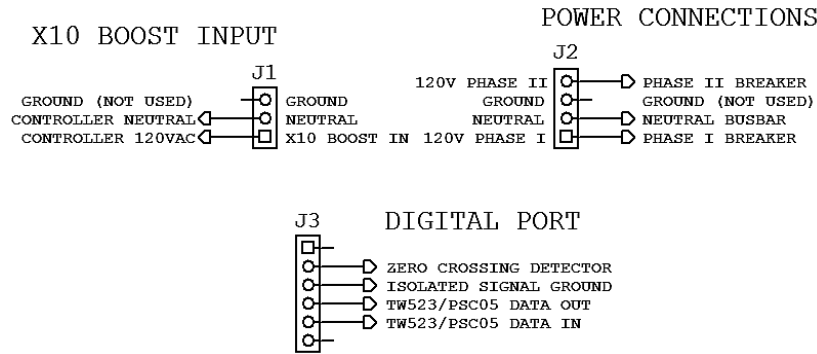 POWER CONNECTIONS
X10 BOOST INPUT
J1
J2
GROUND (NOT USED) GROUND
CONTROLLER NEUTRAL NEUTRAL
CONTROLLER 120VAC X10 BOOST IN
120V PHASE II PHASE II BREAKER
GROUND GROUND (NOT USED)
NEUTRAL NEUTRAL BUSBAR
120V PHASE I PHASE I BREAKER
J3
DIGITAL PORT
ZERO CROSSING DETECTOR
ISOLATED SIGNAL GROUND
TW523/PSC05 DATA OUT
TW523/PSC05 DATA IN